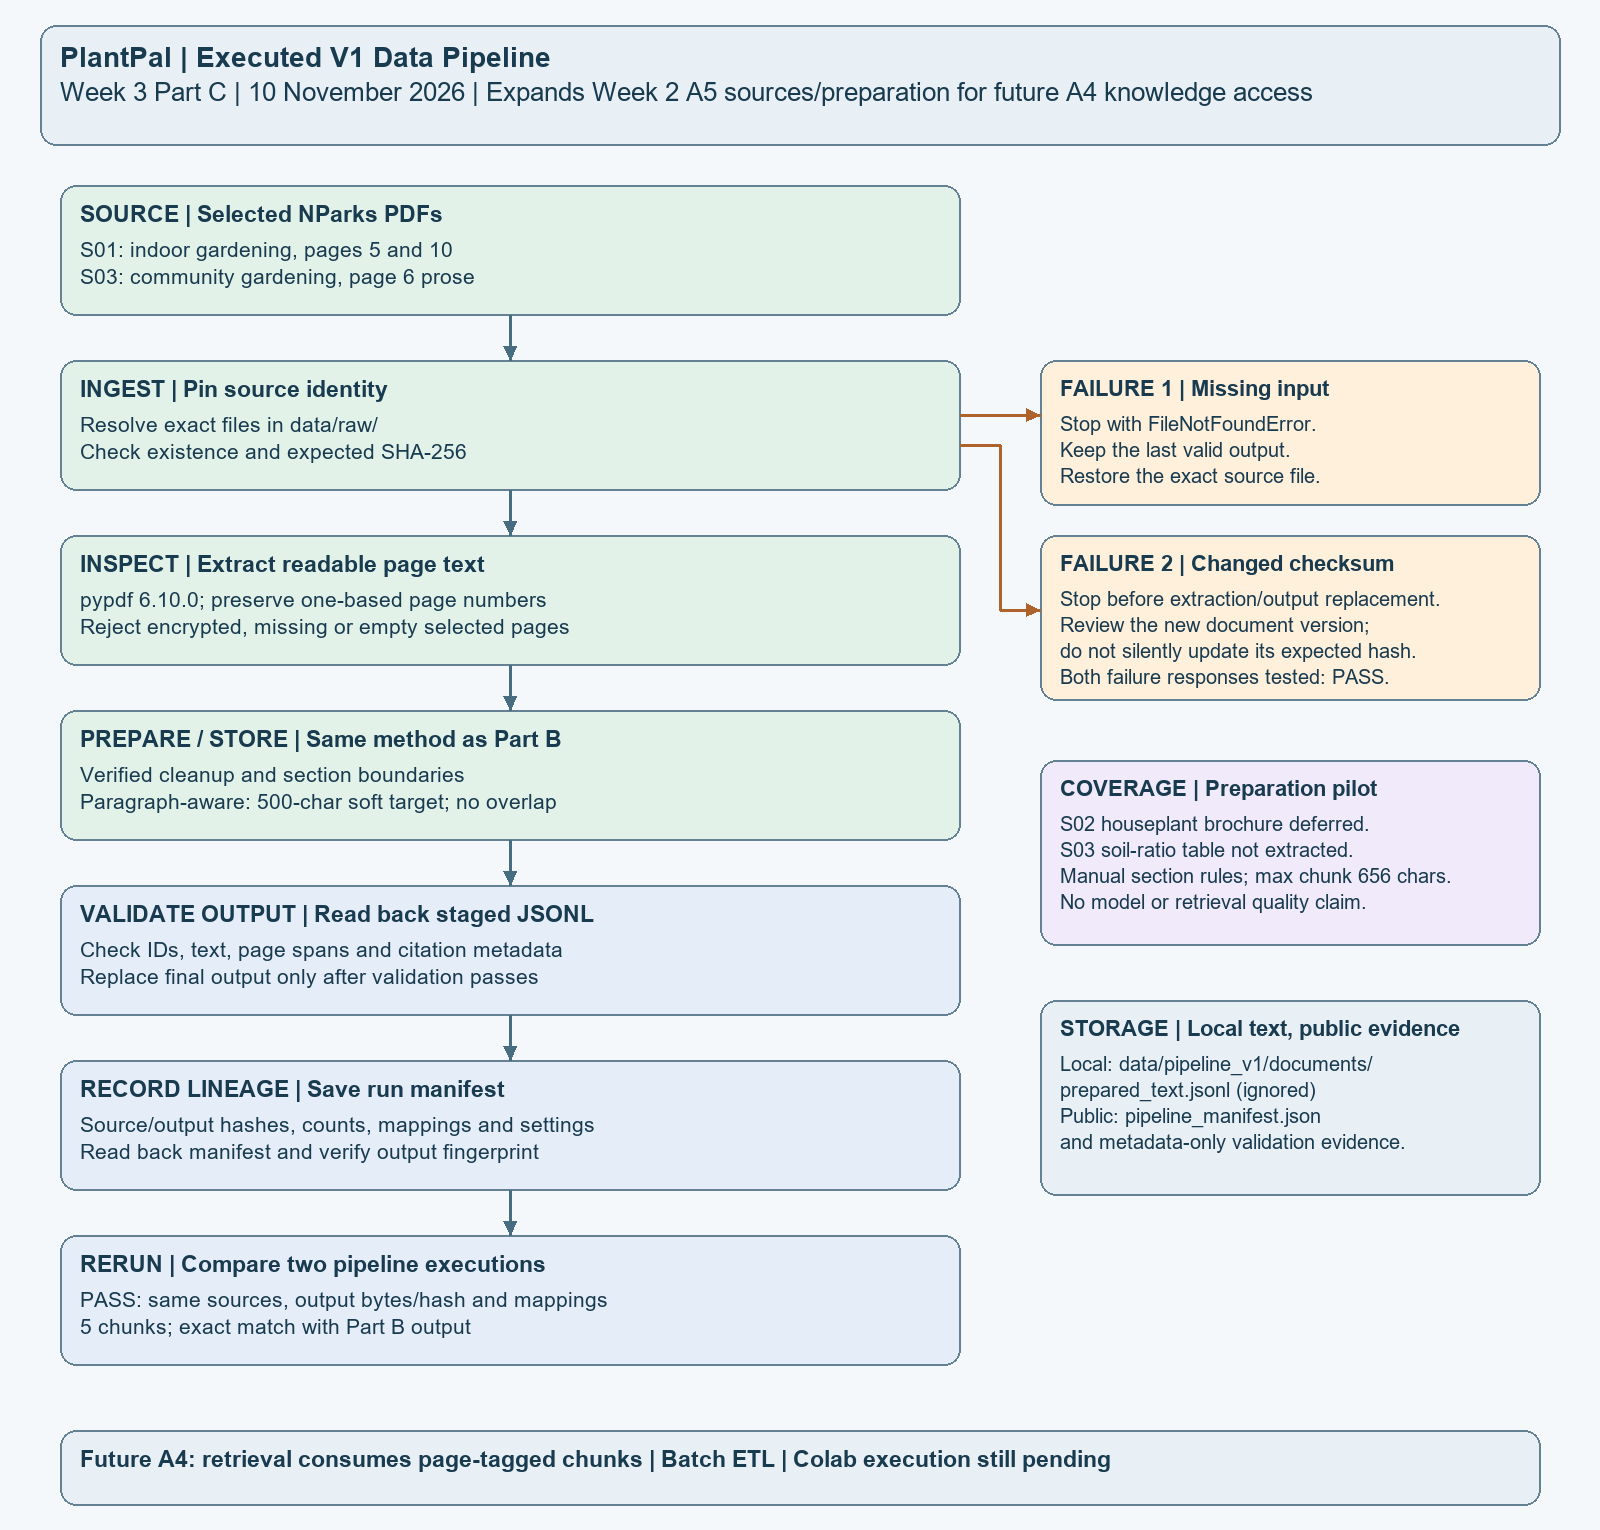 PlantPal | Executed V1 Data Pipeline
Week 3 Part C | 10 November 2026 | Expands Week 2 A5 sources/preparation for future A4 knowledge access
SOURCE | Selected NParks PDFs
S01: indoor gardening, pages 5 and 10
S03: community gardening, page 6 prose
INGEST | Pin source identity
Resolve exact files in data/raw/
Check existence and expected SHA-256
FAILURE 1 | Missing input
Stop with FileNotFoundError.
Keep the last valid output.
Restore the exact source file.
INSPECT | Extract readable page text
pypdf 6.10.0; preserve one-based page numbers
Reject encrypted, missing or empty selected pages
FAILURE 2 | Changed checksum
Stop before extraction/output replacement.
Review the new document version;
do not silently update its expected hash.
Both failure responses tested: PASS.
PREPARE / STORE | Same method as Part B
Verified cleanup and section boundaries
Paragraph-aware: 500-char soft target; no overlap
COVERAGE | Preparation pilot
S02 houseplant brochure deferred.
S03 soil-ratio table not extracted.
Manual section rules; max chunk 656 chars.
No model or retrieval quality claim.
VALIDATE OUTPUT | Read back staged JSONL
Check IDs, text, page spans and citation metadata
Replace final output only after validation passes
STORAGE | Local text, public evidence
Local: data/pipeline_v1/documents/
prepared_text.jsonl (ignored)
Public: pipeline_manifest.json
and metadata-only validation evidence.
RECORD LINEAGE | Save run manifest
Source/output hashes, counts, mappings and settings
Read back manifest and verify output fingerprint
RERUN | Compare two pipeline executions
PASS: same sources, output bytes/hash and mappings
5 chunks; exact match with Part B output
Future A4: retrieval consumes page-tagged chunks | Batch ETL | Colab execution still pending